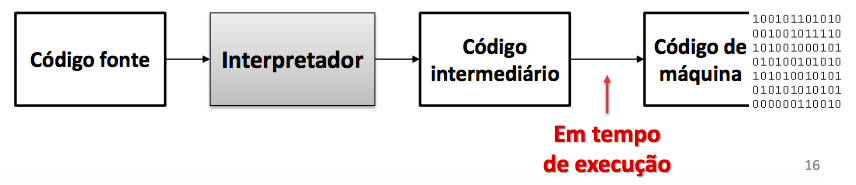 Código fonte
Interpretador
Código
intermediário
Código de
máquina
100101101010
001001011110
101001000101
010100101010
101010010101
010101010101
000000110010
Em tempo
de execução
16